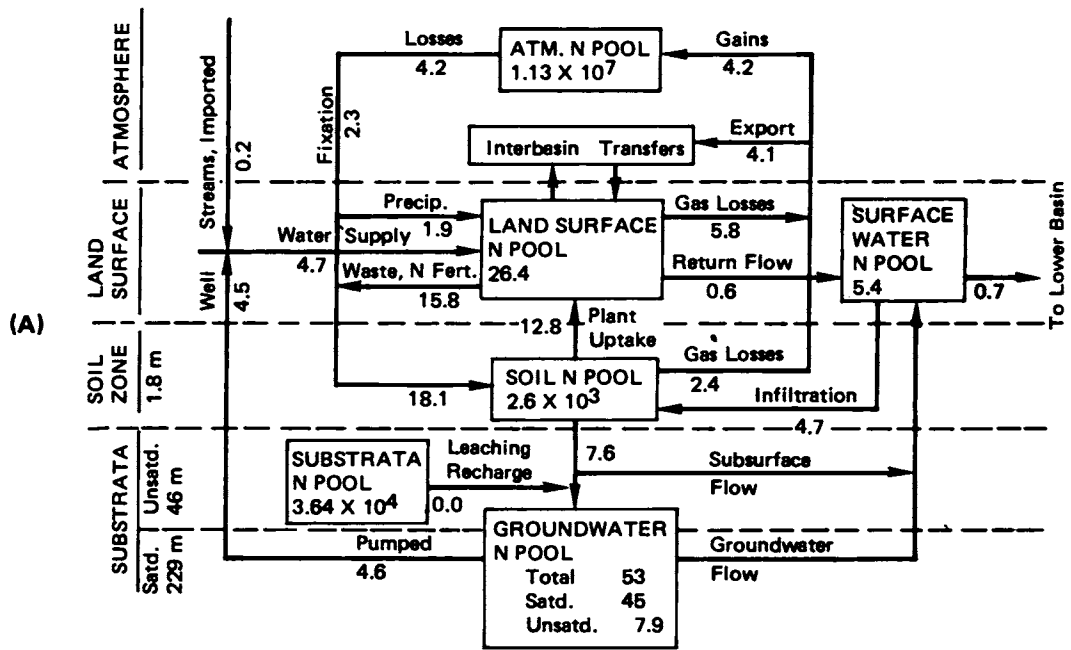 (A)
ATMOSPHERE
LAND
SURFACE
SOIL
ZONE
1.8 m
SUBSTRATA
Unsatd.
46 m
Satd.
229 m
Streams, Imported
0.2
Well
4.5
Fixation
2.3
Losses
4.2
ATM. N POOL
1.13 X 10⁷
Gains
4.2
Interbasin Transfers
Export
4.1
Precip.
1.9
Water Supply
4.7
Waste, N Fert.
15.8
LAND SURFACE
N POOL
26.4
Gas Losses
5.8
Return Flow
0.6
SURFACE
WATER
N POOL
5.4
0.7
To Lower Basin
12.8
Plant
Uptake
18.1
SOIL N POOL
2.6 X 10³
Gas Losses
2.4
Infiltration
4.7
SUBSTRATA
N POOL
3.64 X 10⁴
Leaching
Recharge
0.0
7.6
Subsurface
Flow
Pumped
4.6
GROUNDWATER
N POOL
Total 53
Satd. 45
Unsatd. 7.9
Groundwater
Flow